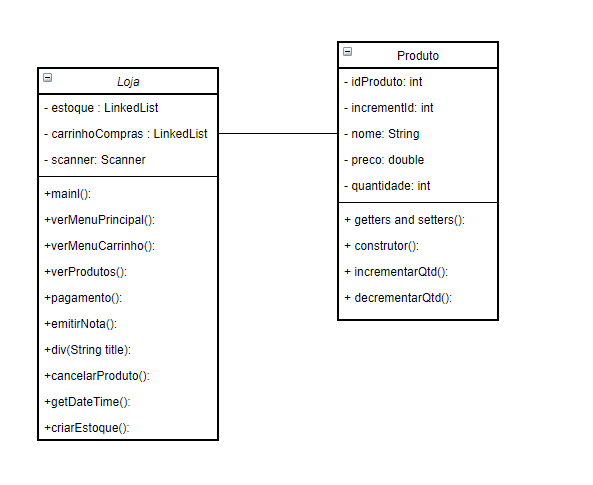 Loja
- estoque : LinkedList
- carrinhoCompras : LinkedList
- scanner: Scanner
+mainl():
+verMenuPrincipal():
+verMenuCarrinho():
+verProdutos():
+pagamento():
+emitirNota():
+div(String title):
+cancelarProduto():
+getDateTime():
+criarEstoque():
Produto
- idProduto: int
- incrementId: int
- nome: String
- preco: double
- quantidade: int
+ getters and setters():
+ construtor():
+ incrementarQtd():
+ decrementarQtd():